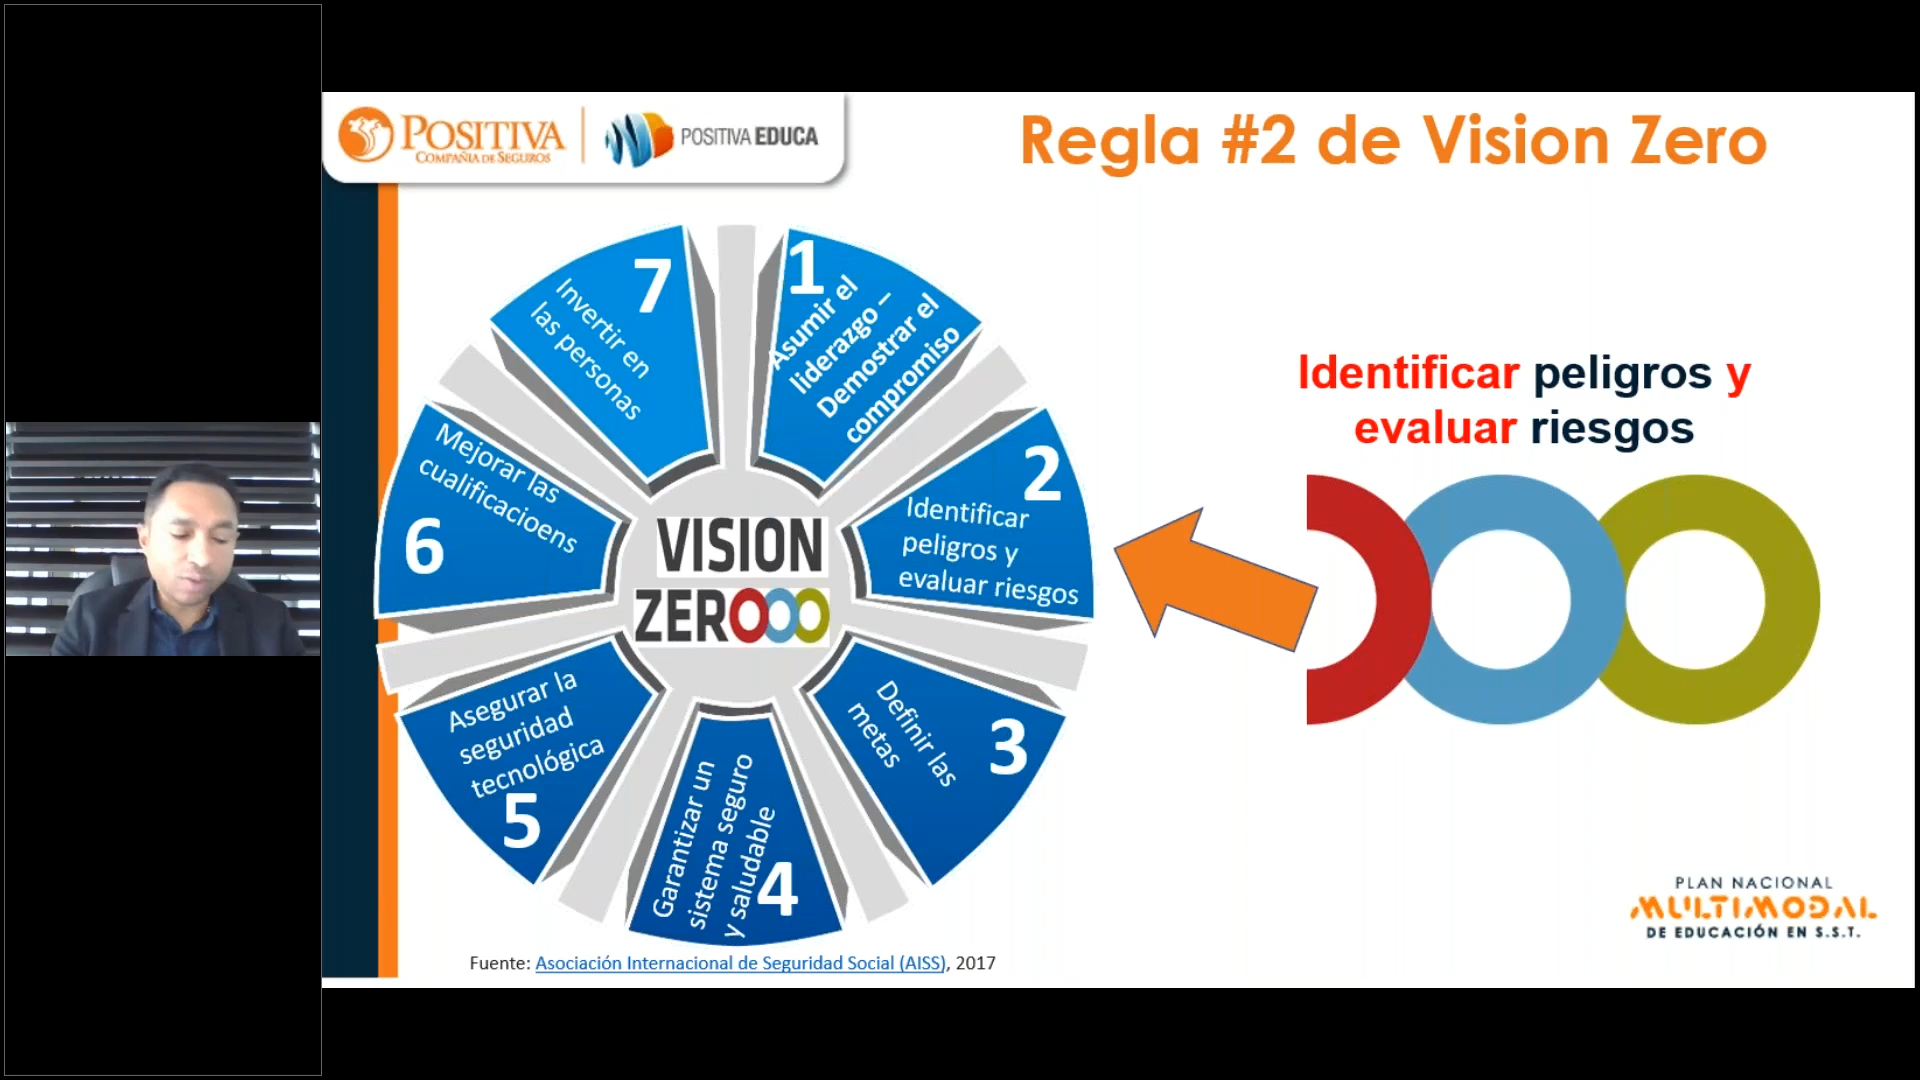 POSITIVA
COMPAÑIA DE SEGUROS
POSITIVA EDUCA
Regla #2 de Vision Zero
1
Asumir el
liderazgo –
Demostrar el
compromiso
2
Identificar
peligros y
evaluar riesgos
3
Definir las
metas
4
Garantizar un
sistema seguro
y saludable
5
Asegurar la
seguridad
tecnológica
6
Mejorar las
cualificacioens
7
Invertir en
las personas
VISION
ZEROOO
Identificar peligros y
evaluar riesgos
Fuente: Asociación Internacional de Seguridad Social (AISS), 2017
PLAN NACIONAL
MULTIMODAL
DE EDUCACIÓN EN S.S.T.